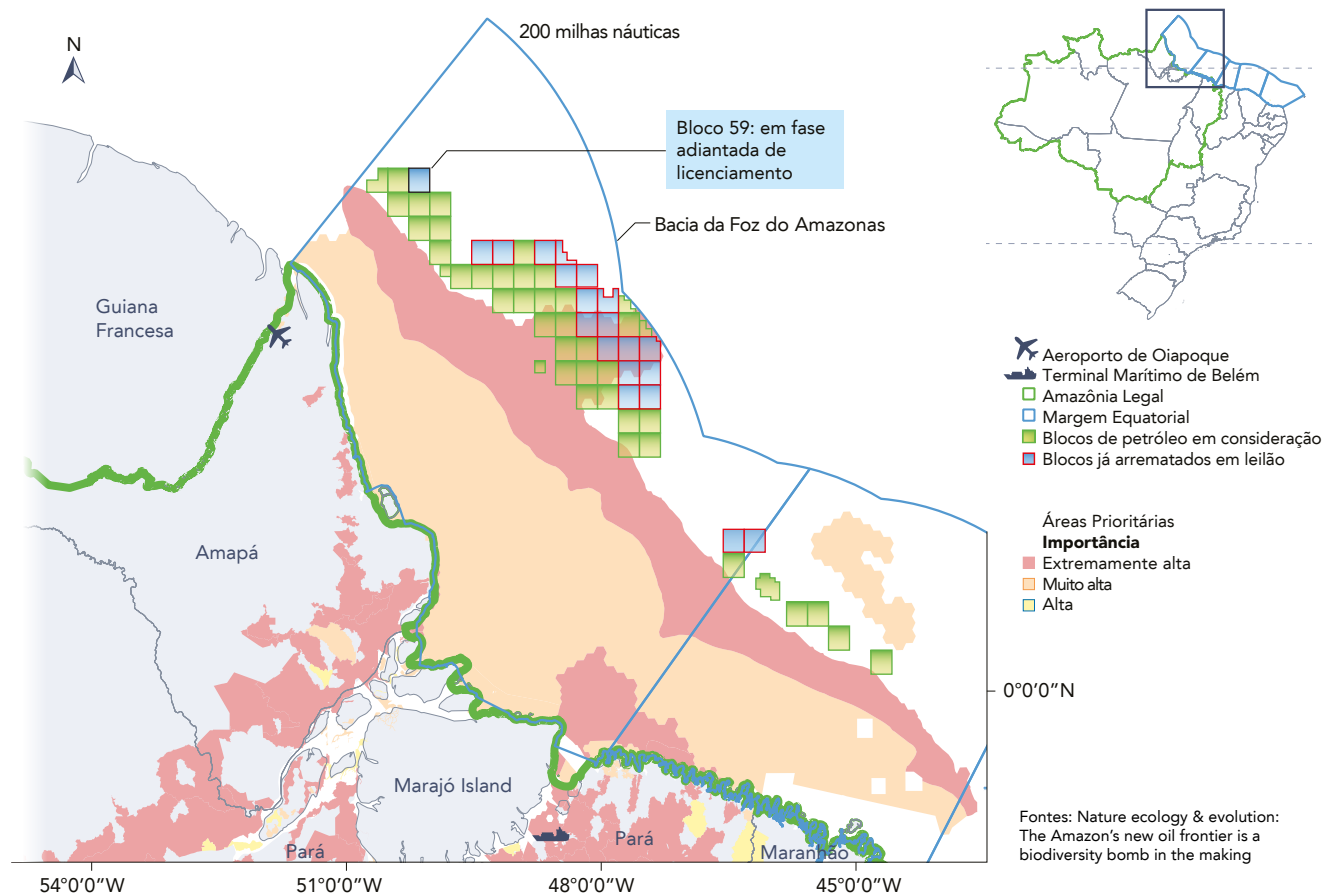 200 milhas náuticas
N
Bloco 59: em fase
adiantada de
licenciamento
Bacia da Foz do Amazonas
Guiana
Francesa
Amapá
Marajó Island
Pará
Pará
Maranhão
Aeroporto de Oiapoque
Terminal Marítimo de Belém
Amazônia Legal
Margem Equatorial
Blocos de petróleo em consideração
Blocos já arrematados em leilão
Áreas Prioritárias
Importância
Extremamente alta
Muito alta
Alta
0°0'0"N
Fontes: Nature ecology & evolution:
The Amazon's new oil frontier is a
biodiversity bomb in the making
54°0'0"W
51°0'0"W
48°0'0"W
45°0'0"W